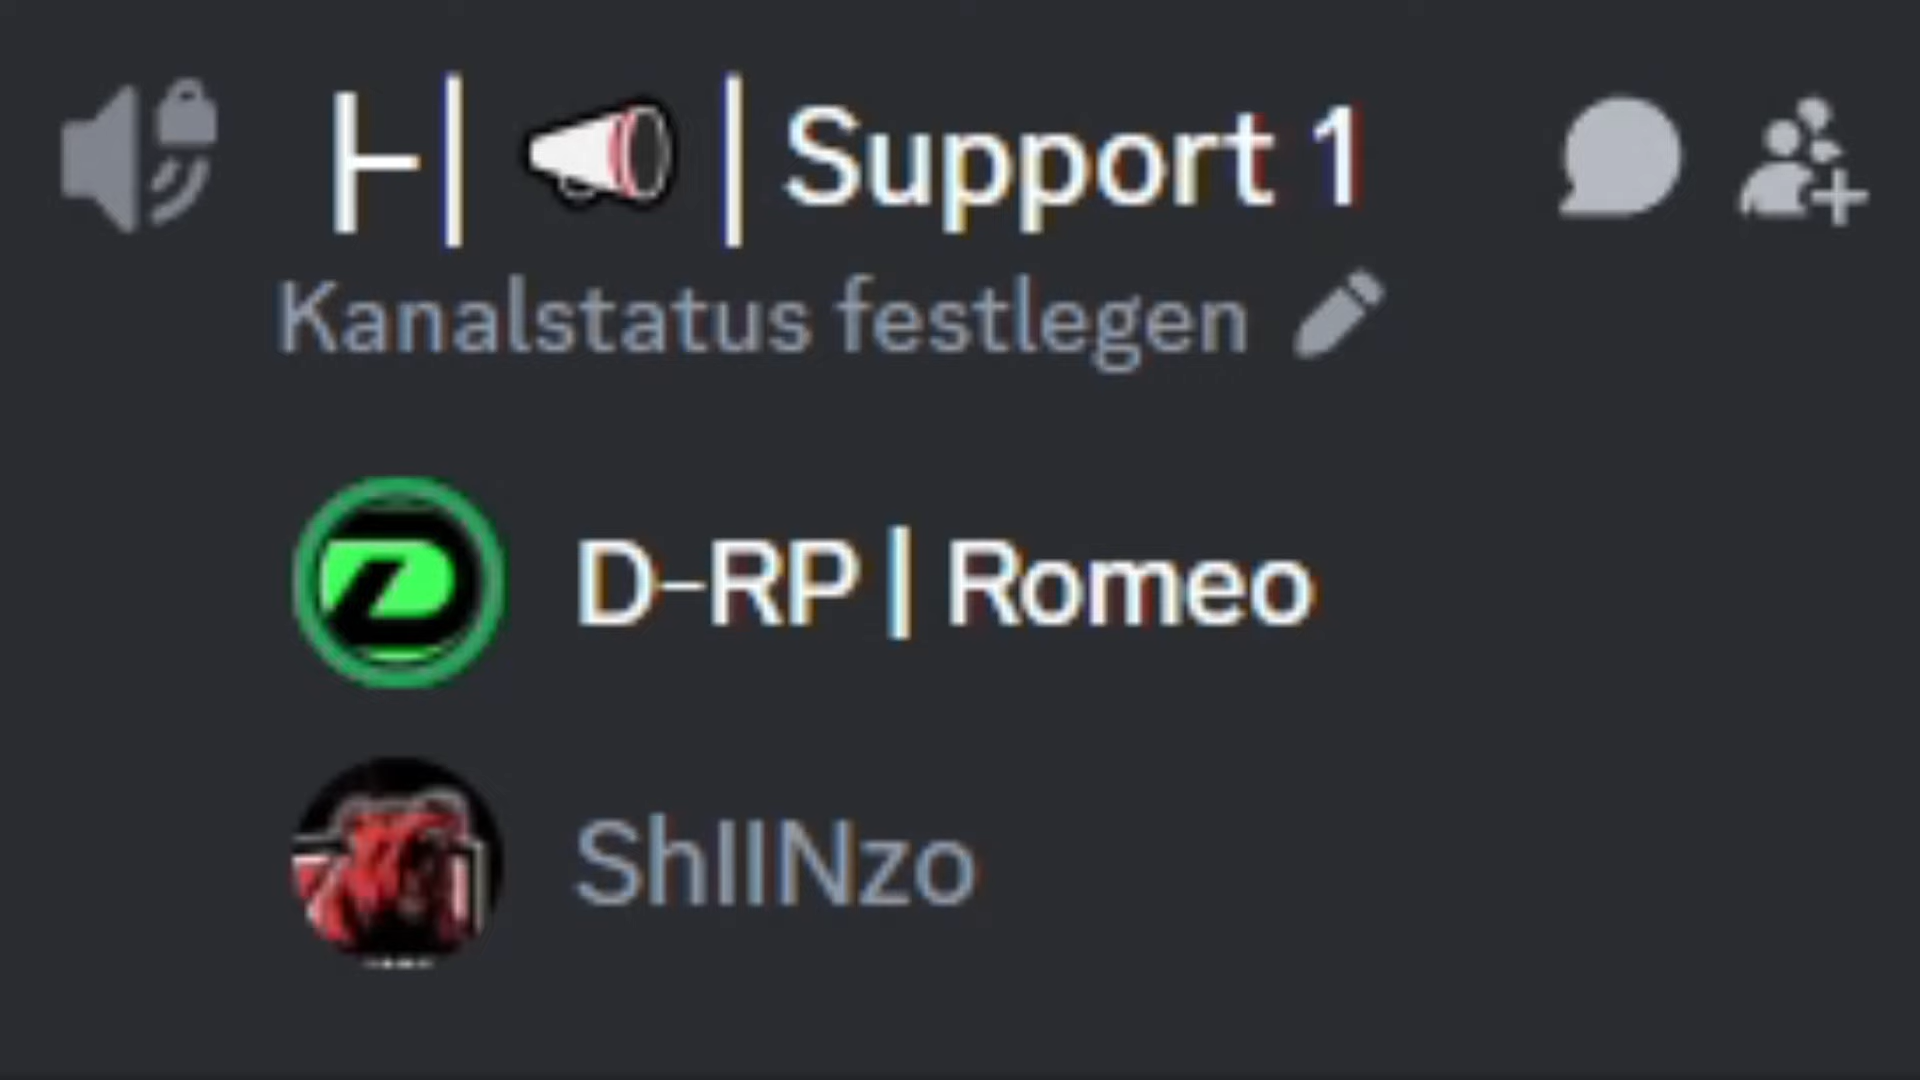 ├| 📢 | Support 1
Kanalstatus festlegen
D-RP | Romeo
ShIINzo